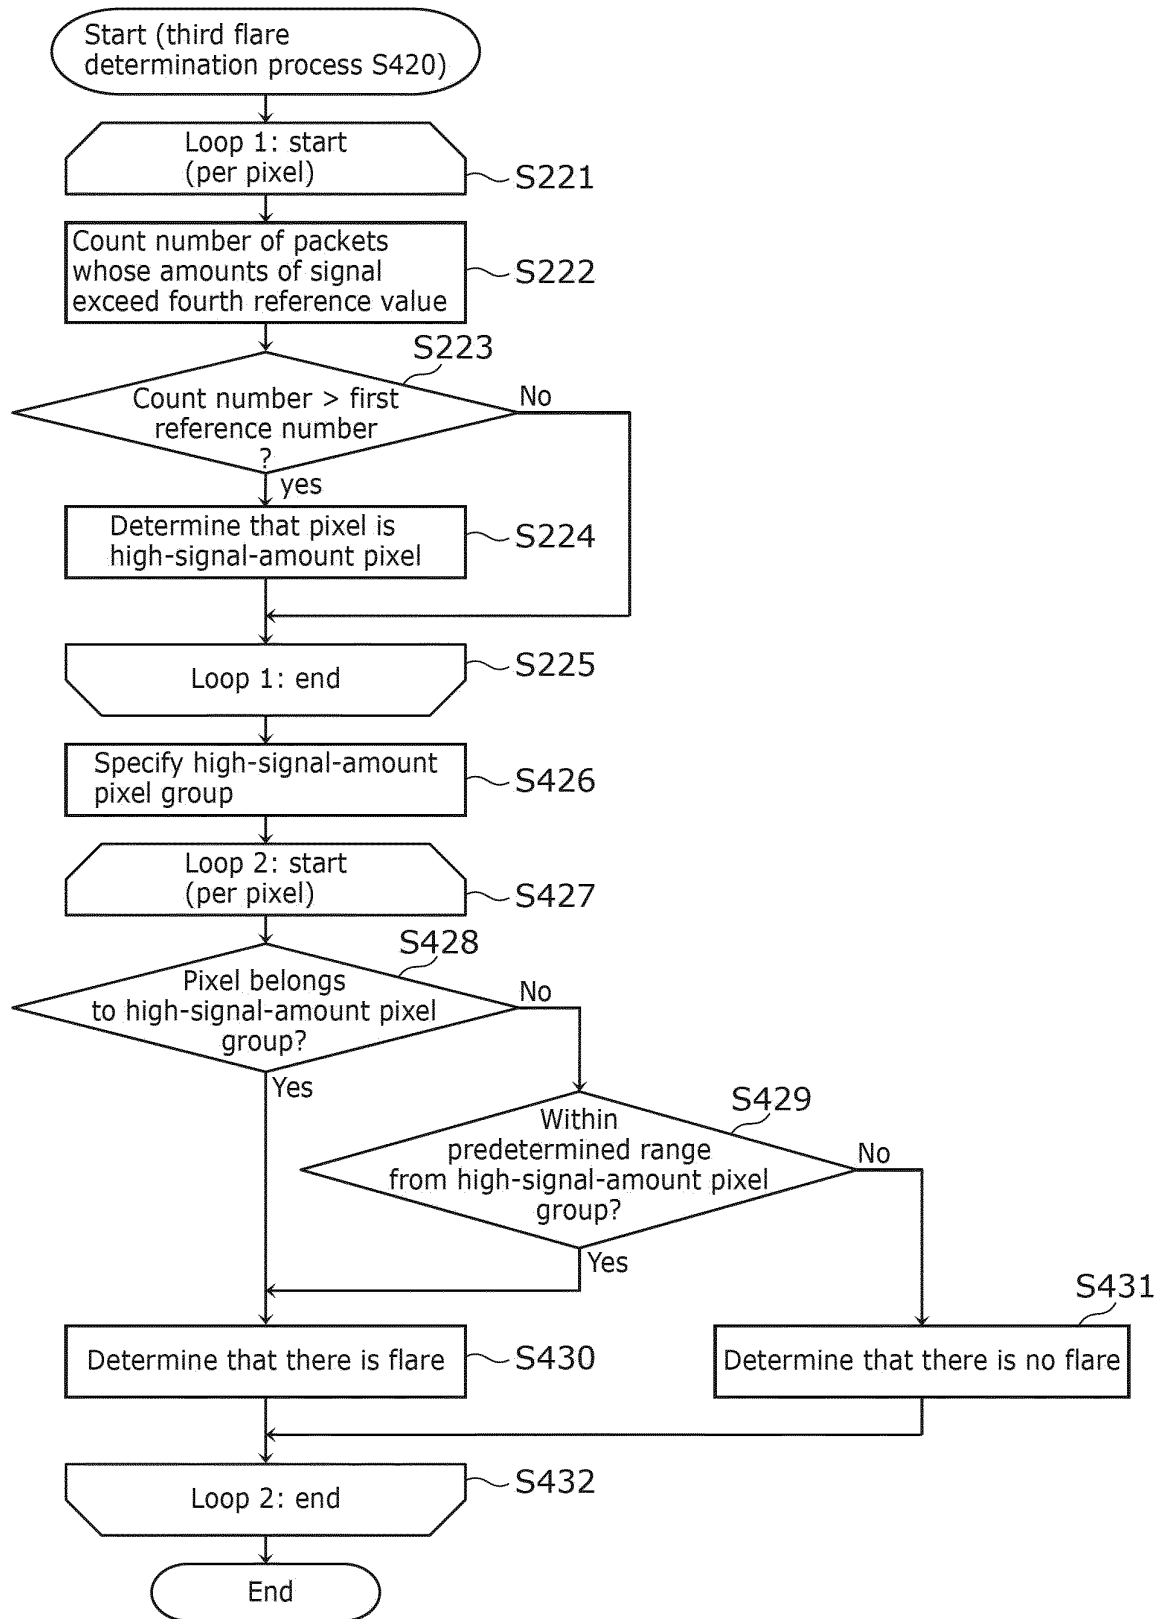 Start (third flare
determination process S420)
Loop 1: start
(per pixel)
S221
Count number of packets
whose amounts of signal
exceed fourth reference value
S222
S223
Count number > first
reference number
?
No
yes
Determine that pixel is
high-signal-amount pixel
S224
Loop 1: end
S225
Specify high-signal-amount
pixel group
S426
Loop 2: start
(per pixel)
S427
S428
Pixel belongs
to high-signal-amount pixel
group?
No
Yes
S429
Within
predetermined range
from high-signal-amount pixel
group?
No
Yes
Determine that there is flare
S430
S431
Determine that there is no flare
Loop 2: end
S432
End